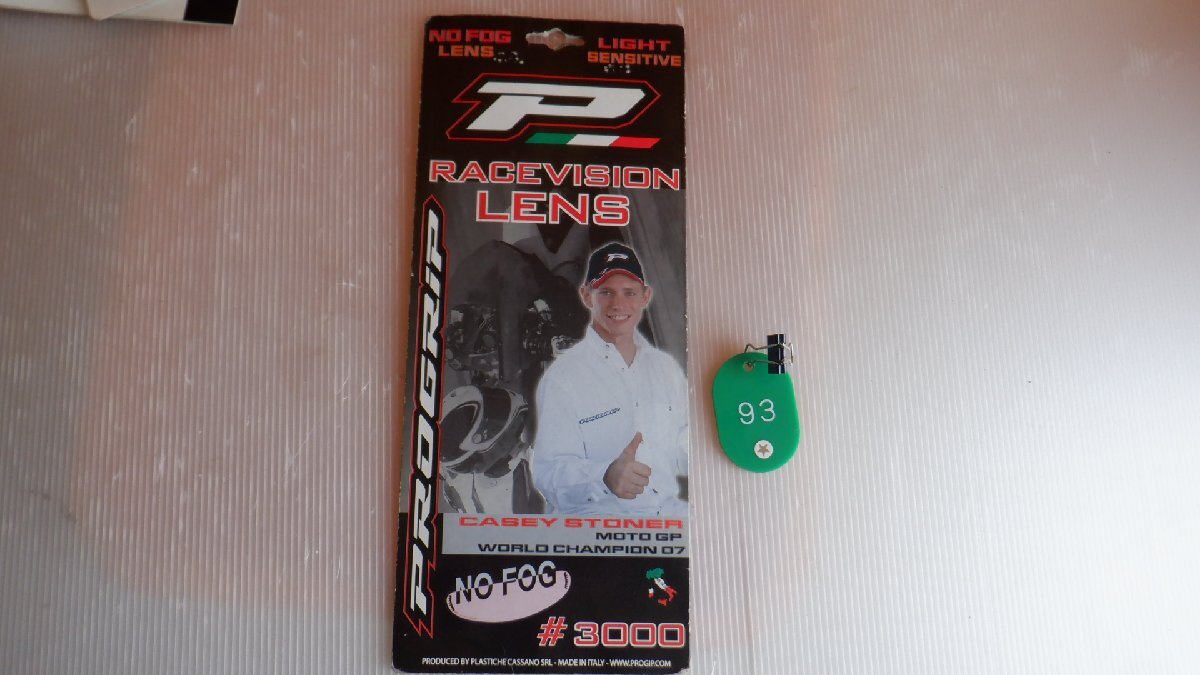 NO FOG
LENS
LIGHT
SENSITIVE
P
RACEVISION
LENS
PROGRIP
P
CASEY STONER
MOTO GP
WORLD CHAMPION 07
NO FOG
#3000
PRODUCED BY PLASTICHE CASSANO SRL - MADE IN ITALY - WWW.PROGIP.COM
93